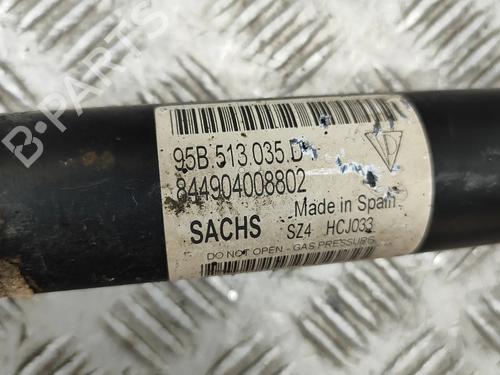 95B.513.035.D
844904008802
Made in Spain
SACHS SZ4 HCJ033
DO NOT OPEN - GAS PRESSURE
B-PARTS